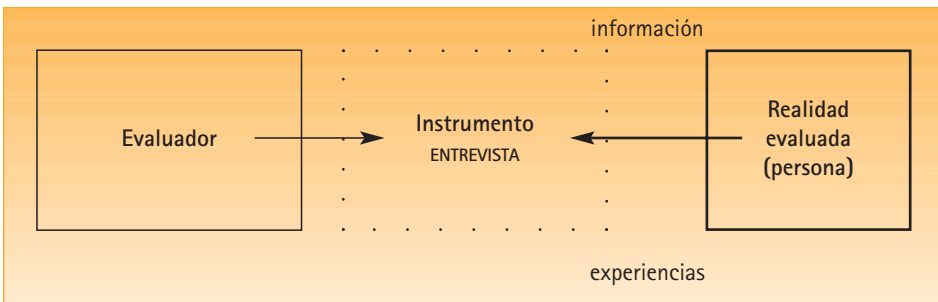 información
Evaluador
Instrumento
ENTREVISTA
Realidad
evaluada
(persona)
experiencias